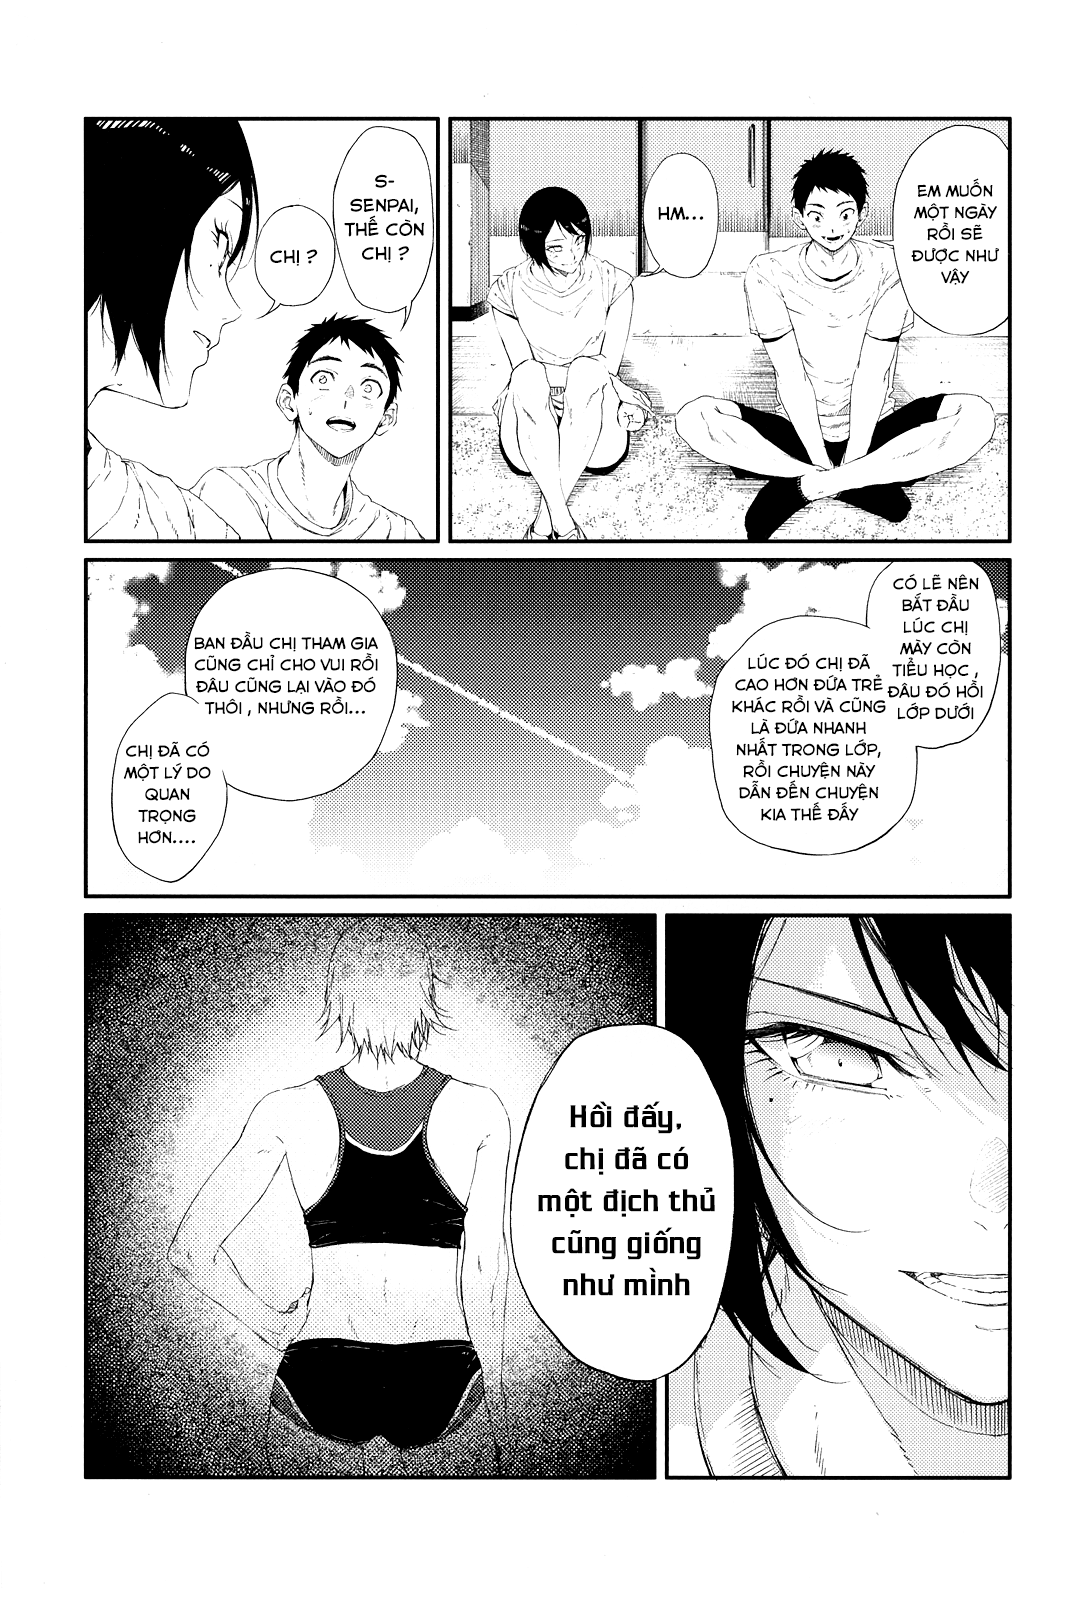 EM MUỐN
MỘT NGÀY
RỒI SẼ
ĐƯỢC NHƯ
VẬY
HM...
S-
SENPAI,
THẾ CÒN
CHỊ ?
CHỊ ?
CÓ LẼ NÊN
BẮT ĐẦU
LÚC CHỊ
MÀY CÒN
TIỂU HỌC ,
ĐÂU ĐÓ HỒI
LỚP DƯỚI
LÚC ĐÓ CHỊ ĐÃ
CAO HƠN ĐỨA TRẺ
KHÁC RỒI VÀ CŨNG
LÀ ĐỨA NHANH
NHẤT TRONG LỚP,
RỒI CHUYỆN NÀY
DẪN ĐẾN CHUYỆN
KIA THẾ ĐẤY
BAN ĐẦU CHỊ THAM GIA
CŨNG CHỈ CHO VUI RỒI
ĐÂU CŨNG LẠI VÀO ĐÓ
THÔI , NHƯNG RỒI...
CHỊ ĐÃ CÓ
MỘT LÝ DO
QUAN
TRỌNG
HƠN....
Hồi đấy,
chị đã có
một địch thủ
cũng giống
như mình